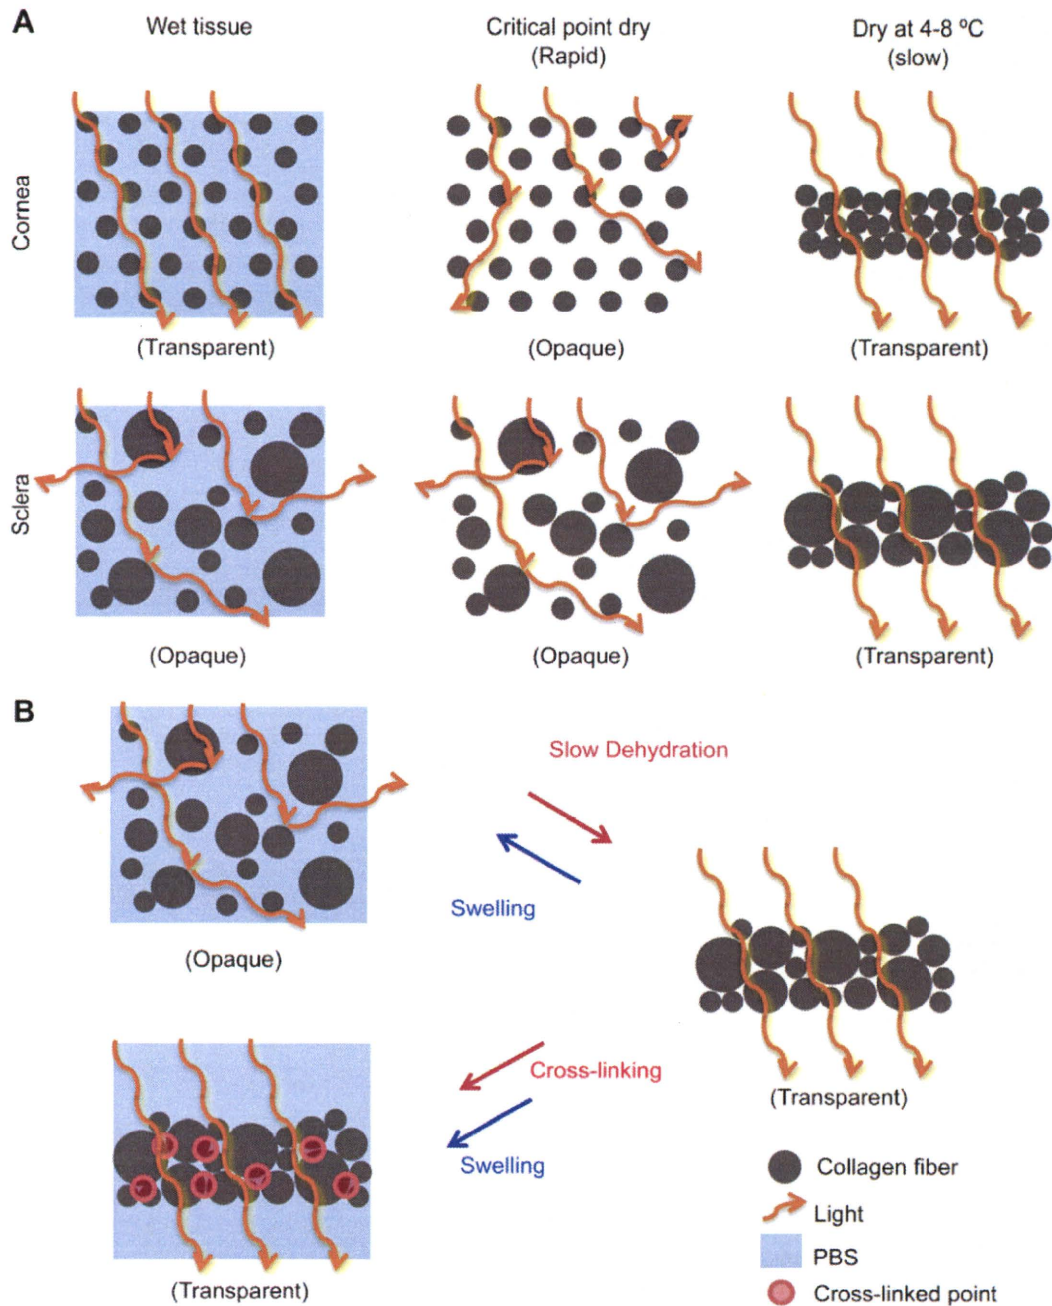 A
Wet tissue
Critical point dry
(Rapid)
Dry at 4-8 ºC
(slow)
Cornea
(Transparent)
(Opaque)
(Transparent)
Sclera
(Opaque)
(Opaque)
(Transparent)
B
Slow Dehydration
Swelling
(Opaque)
Cross-linking
(Transparent)
Swelling
Collagen fiber
Light
PBS
(Transparent)
Cross-linked point